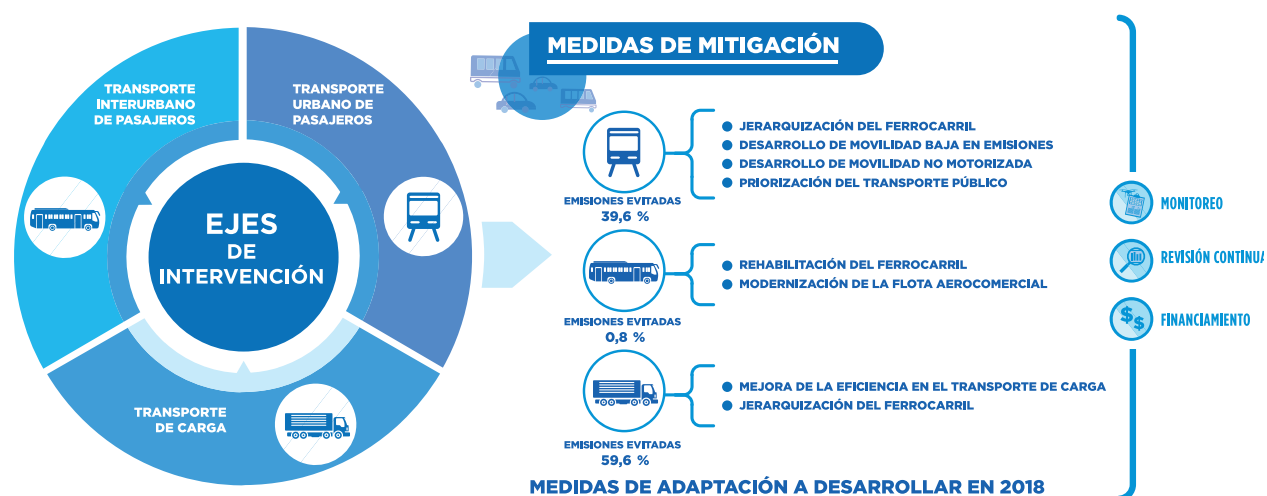 TRANSPORTE
INTERURBANO
DE PASAJEROS
TRANSPORTE
URBANO DE
PASAJEROS
EJES
DE
INTERVENCIÓN
TRANSPORTE
DE CARGA
MEDIDAS DE MITIGACIÓN
EMISIONES EVITADAS
39,6 %
JERARQUIZACIÓN DEL FERROCARRIL
DESARROLLO DE MOVILIDAD BAJA EN EMISIONES
DESARROLLO DE MOVILIDAD NO MOTORIZADA
PRIORIZACIÓN DEL TRANSPORTE PÚBLICO
EMISIONES EVITADAS
0,8 %
REHABILITACIÓN DEL FERROCARRIL
MODERNIZACIÓN DE LA FLOTA AEROCOMERCIAL
EMISIONES EVITADAS
59,6 %
MEJORA DE LA EFICIENCIA EN EL TRANSPORTE DE CARGA
JERARQUIZACIÓN DEL FERROCARRIL
MEDIDAS DE ADAPTACIÓN A DESARROLLAR EN 2018
MONITOREO
REVISIÓN CONTÍNUA
$$
FINANCIAMIENTO